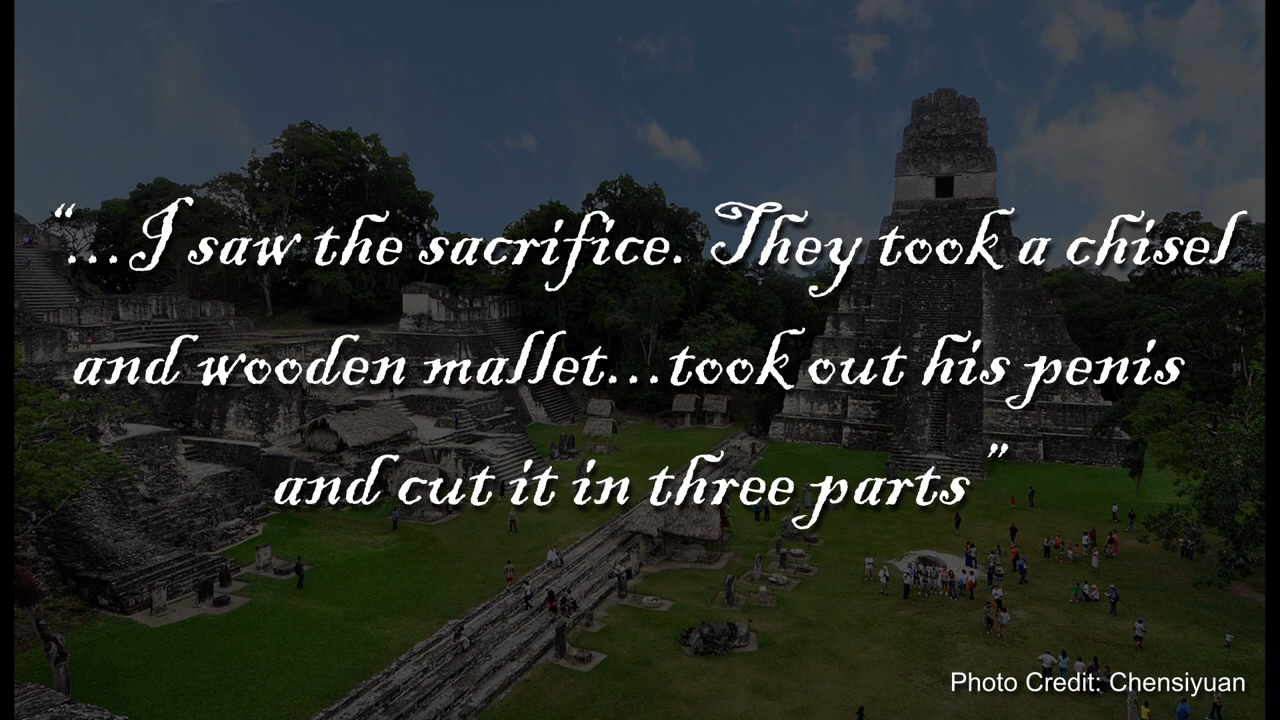 “...I saw the sacrifice. They took a chisel
and wooden mallet...took out his penis
and cut it in three parts”
Photo Credit: Chensiyuan